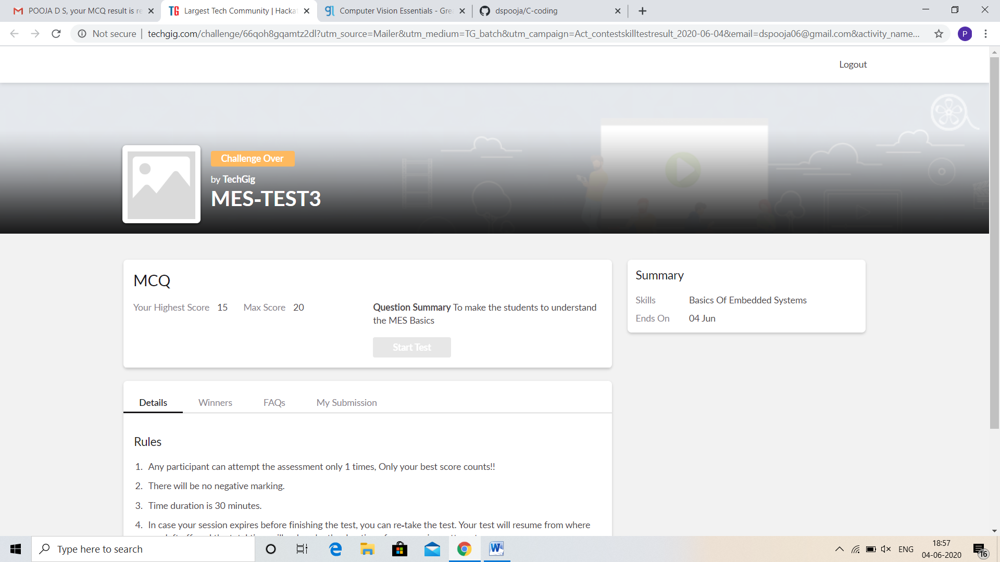 POOJA D S, your MCQ result is re
Largest Tech Community | Hacka
Computer Vision Essentials - Gre
dspooja/C-coding
Not secure | techgig.com/challenge/66qoh8gqamtz2dl?utm_source=Mailer&utm_medium=TG_batch&utm_campaign=Act_contestskilltestresult_2020-06-04&email=dspooja06@gmail.com&activity_name...
P
Logout
Challenge Over
by TechGig
MES-TEST3
MCQ
Your Highest Score 15 Max Score 20
Question Summary To make the students to understand
the MES Basics
Start Test
Summary
Skills Basics Of Embedded Systems
Ends On 04 Jun
Details Winners FAQs My Submission
Rules
1. Any participant can attempt the assessment only 1 times, Only your best score counts!!
2. There will be no negative marking.
3. Time duration is 30 minutes.
4. In case your session expires before finishing the test, you can re-take the test. Your test will resume from where
Type here to search
ENG
18:57
04-06-2020
16